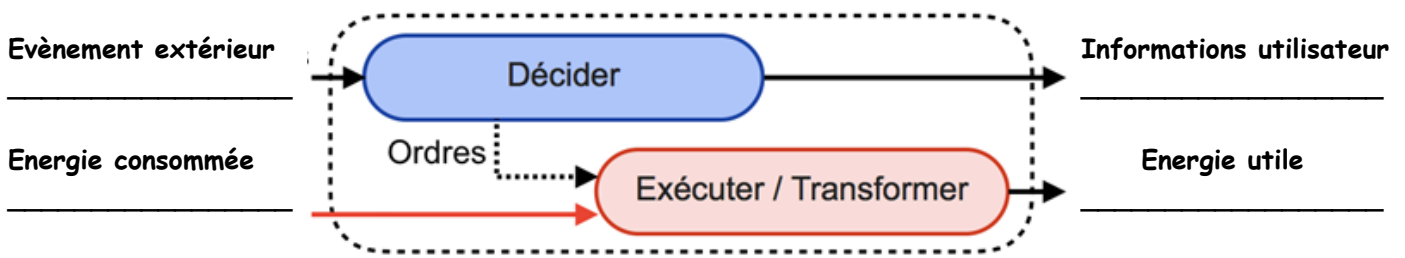 Evènement extérieur
Informations utilisateur
Décider
Ordres
Energie consommée
Energie utile
Exécuter / Transformer